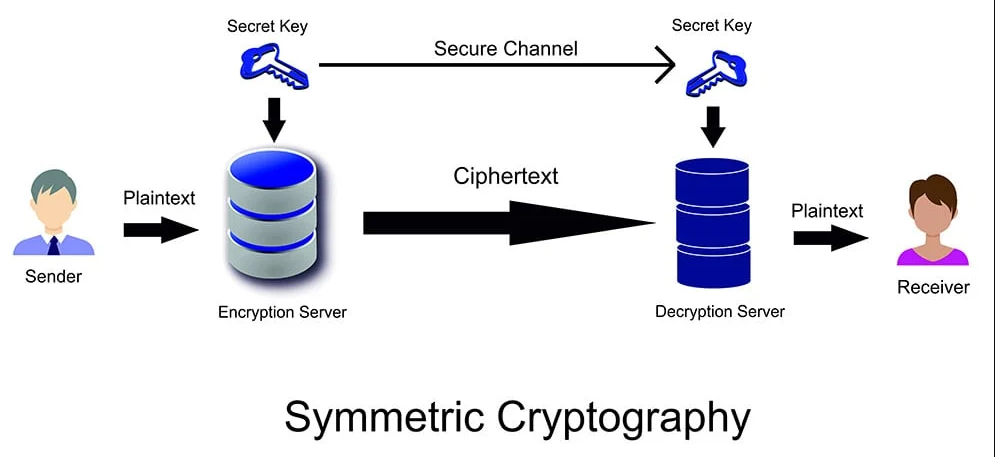 Secret Key
Secret Key
Secure Channel
Ciphertext
Plaintext
Plaintext
Sender
Receiver
Encryption Server
Decryption Server
Symmetric Cryptography